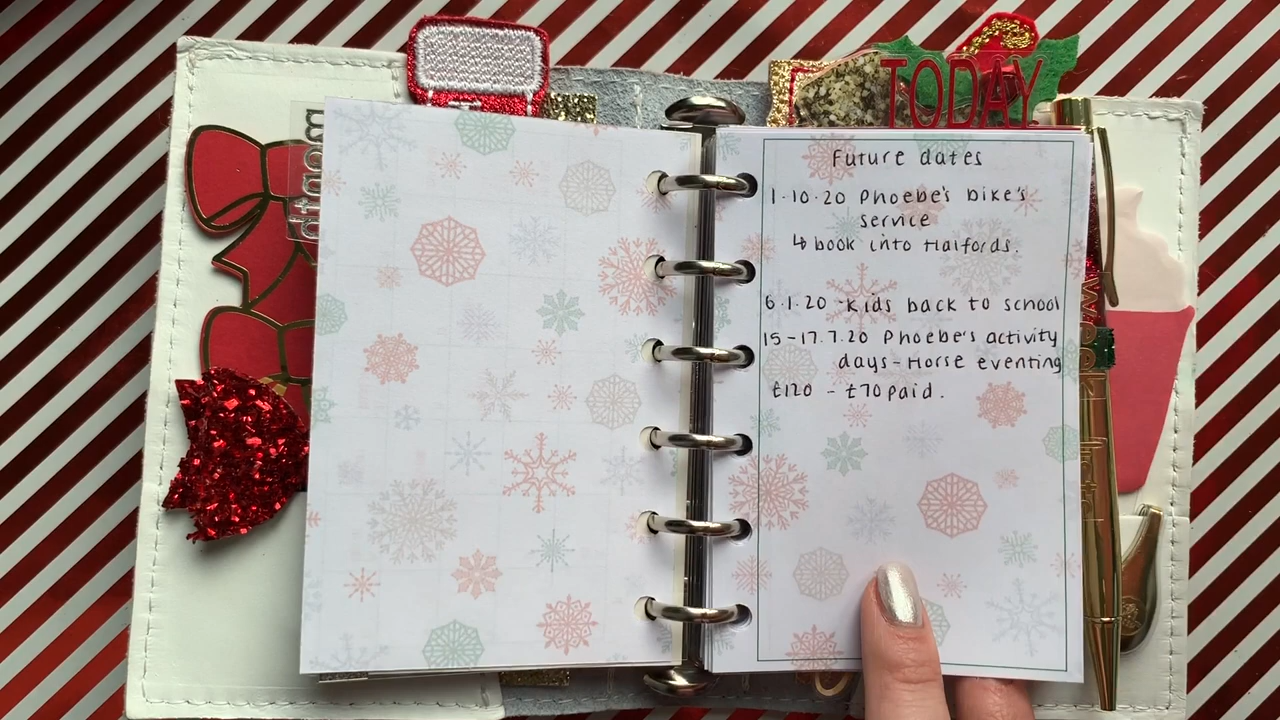 TODAY
Future dates
1.10.20 Phoebe's bike's
service
↳ book into Halfords.
6.1.20 Kids back to school
15-17.7.20 Phoebe's activity
days - Horse eventing
£120 - £70 paid.
month